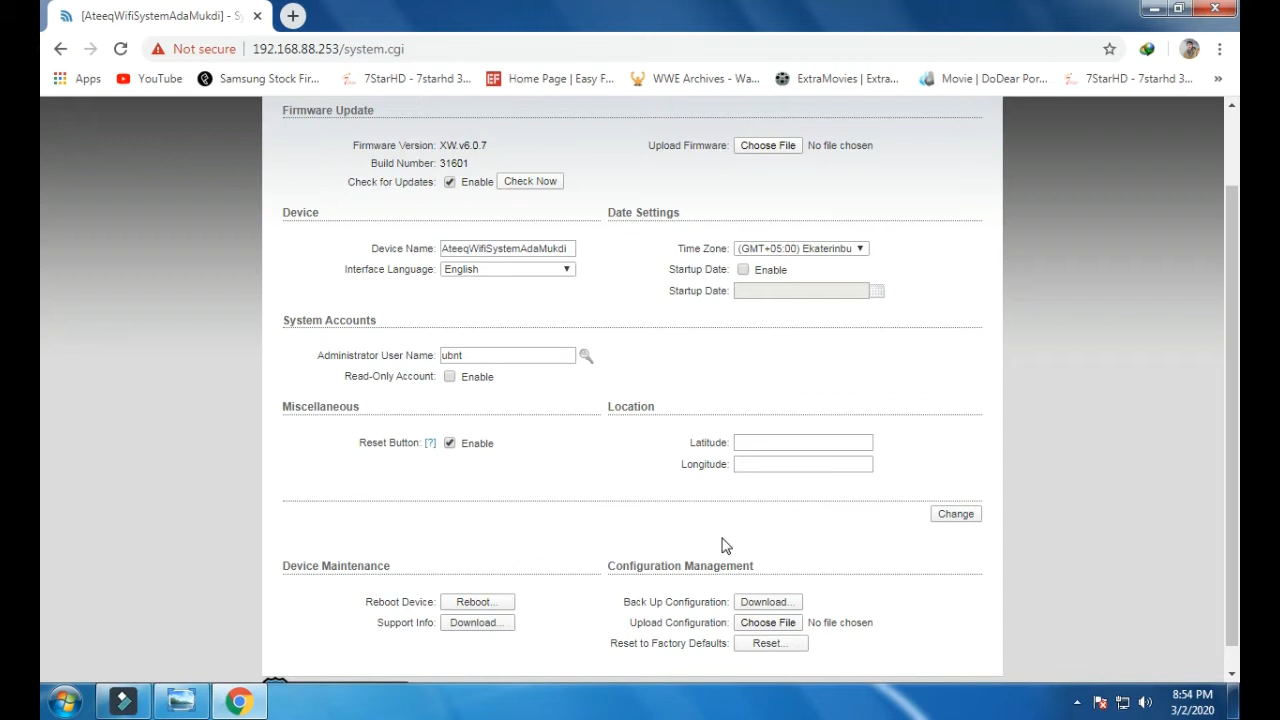 [AteeqWifiSystemAdaMukdi] - Sy
Not secure 192.168.88.253/system.cgi
Apps YouTube Samsung Stock Fir... 7StarHD - 7starhd 3... Home Page | Easy F... WWE Archives - Wa... ExtraMovies | Extra... Movie | DoDear Por... 7StarHD - 7starhd 3... »
Firmware Update
Firmware Version: XW.v6.0.7 Upload Firmware: Choose File No file chosen
Build Number: 31601
Check for Updates: Enable Check Now
Device Date Settings
Device Name: AteeqWifiSystemAdaMukdi Time Zone: (GMT+05:00) Ekaterinbu
Interface Language: English Startup Date: Enable
Startup Date:
System Accounts
Administrator User Name: ubnt
Read-Only Account: Enable
Miscellaneous Location
Reset Button: [?] Enable Latitude:
Longitude:
Change
Device Maintenance Configuration Management
Reboot Device: Reboot... Back Up Configuration: Download...
Support Info: Download... Upload Configuration: Choose File No file chosen
Reset to Factory Defaults: Reset...
8:54 PM
3/2/2020